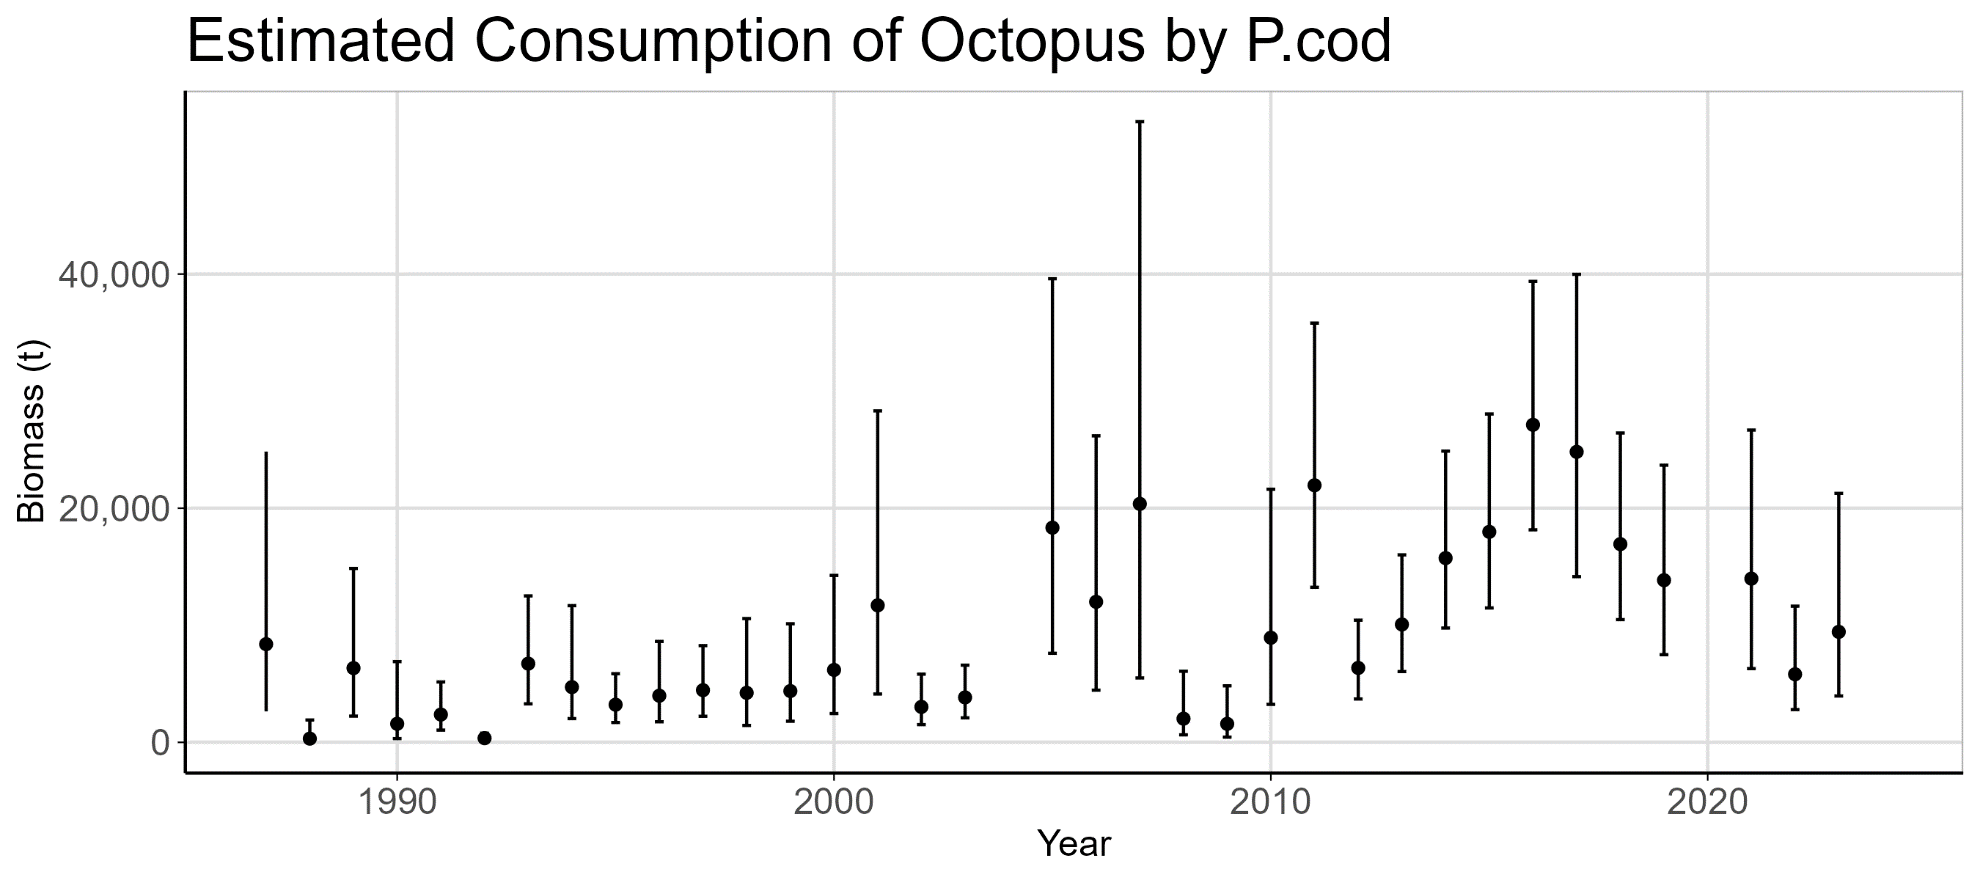 Estimated Consumption of Octopus by P.cod
Biomass (t)
40,000
20,000
0
1990 2000 2010 2020
Year